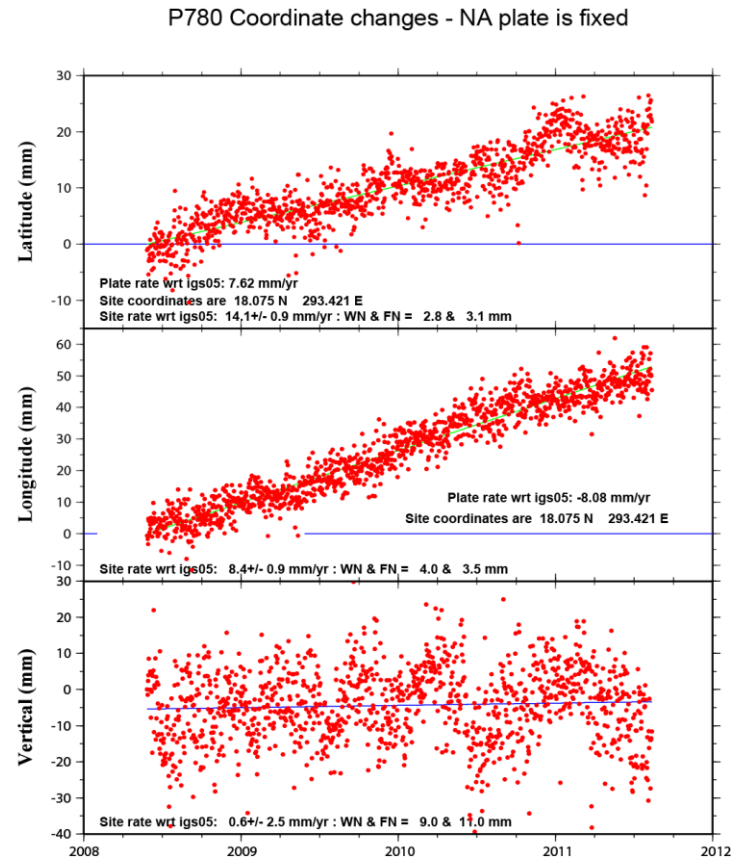 P780 Coordinate changes - NA plate is fixed
30
20
10
0
-10
Latitude (mm)
Plate rate wrt igs05: 7.62 mm/yr
Site coordinates are 18.075 N 293.421 E
Site rate wrt igs05: 14.1+/- 0.9 mm/yr : WN & FN = 2.8 & 3.1 mm
60
50
40
30
20
10
0
-10
Longitude (mm)
Plate rate wrt igs05: -8.08 mm/yr
Site coordinates are 18.075 N 293.421 E
Site rate wrt igs05: 8.4+/- 0.9 mm/yr : WN & FN = 4.0 & 3.5 mm
30
20
10
0
-10
-20
-30
-40
Vertical (mm)
Site rate wrt igs05: 0.6+/- 2.5 mm/yr : WN & FN = 9.0 & 11.0 mm
2008 2009 2010 2011 2012